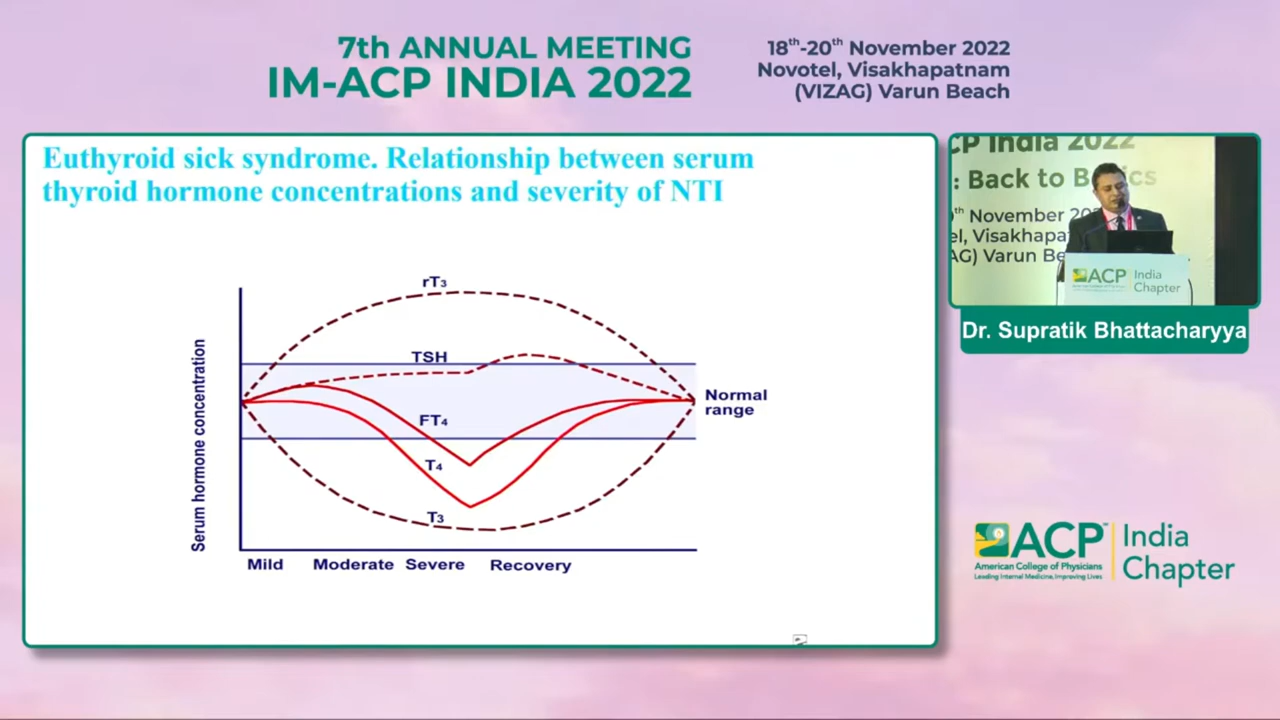 7th ANNUAL MEETING
IM-ACP INDIA 2022
18th-20th November 2022
Novotel, Visakhapatnam
(VIZAG) Varun Beach
Euthyroid sick syndrome. Relationship between serum
thyroid hormone concentrations and severity of NTI
rT3
TSH
FT4
T4
T3
Serum hormone concentration
Normal
range
Mild Moderate Severe Recovery
CP India 2022
: Back to B cs
th November 20
el, Visakhapa
AG) Varun Be
ACP India
Chapter
Dr. Supratik Bhattacharyya
ACP™ India
Chapter
American College of Physicians
Leading Internal Medicine, Improving Lives